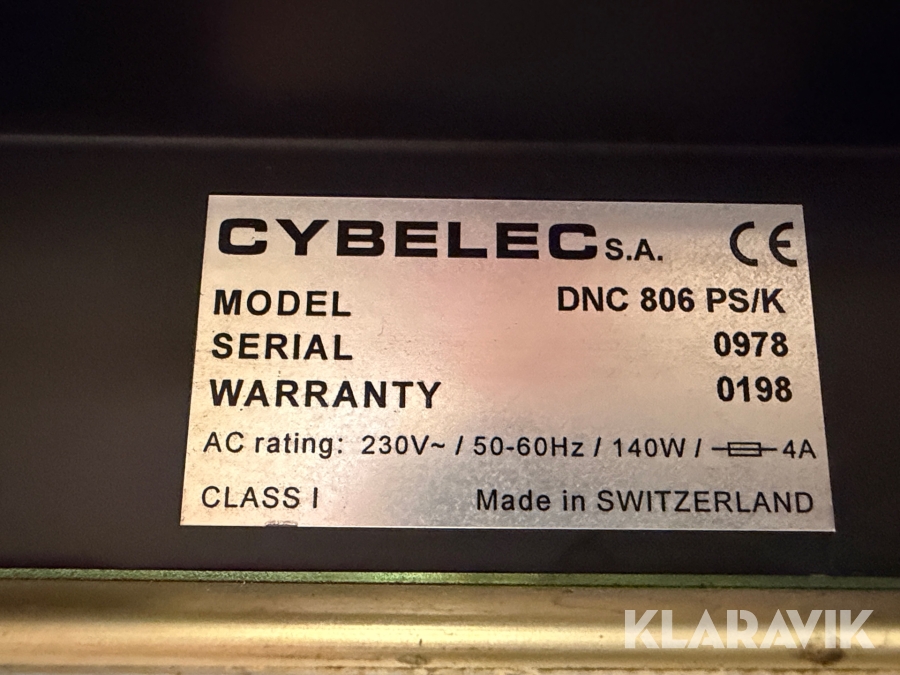 CYBELEC S.A. CE
MODEL DNC 806 PS/K
SERIAL 0978
WARRANTY 0198
AC rating: 230V~ / 50-60Hz / 140W / 4A
CLASS I Made in SWITZERLAND
KLARAVIK